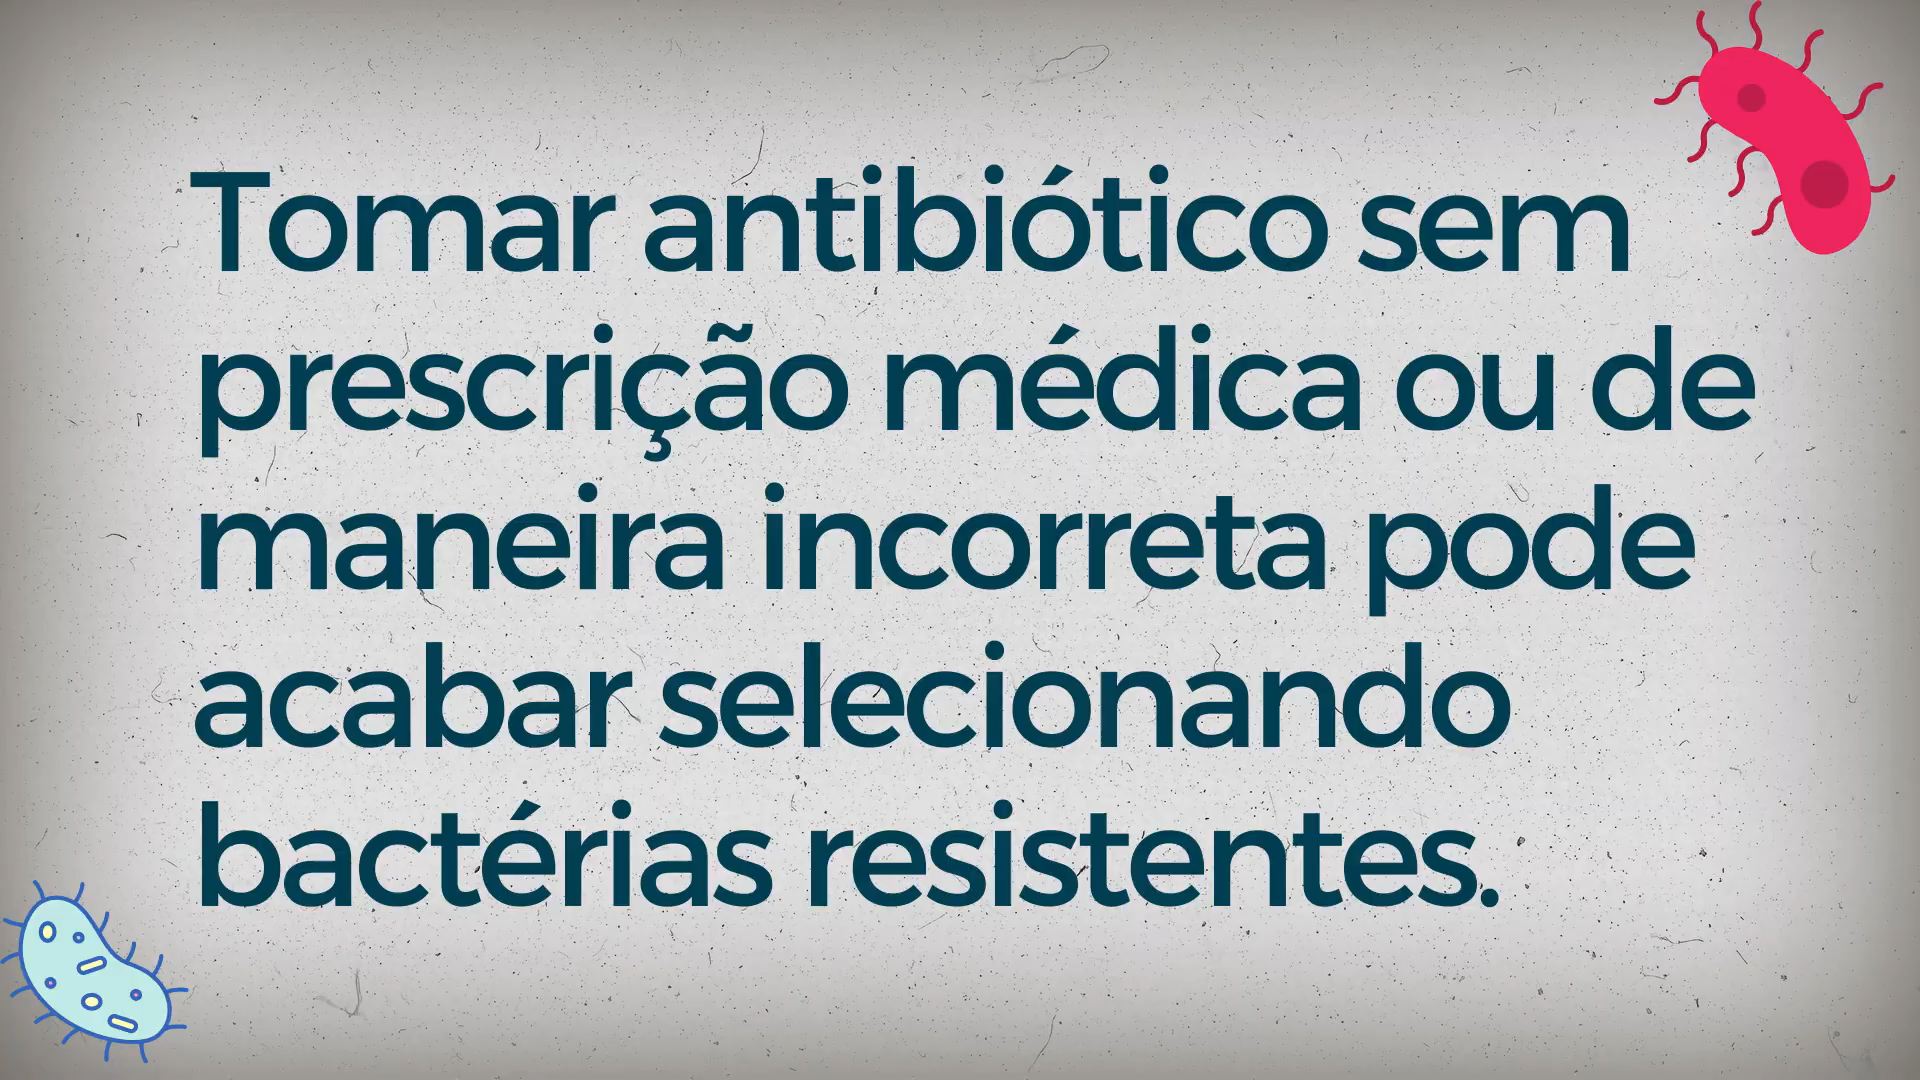 Tomar antibiótico sem
prescrição médica ou de
maneira incorreta pode
acabar selecionando
bactérias resistentes.